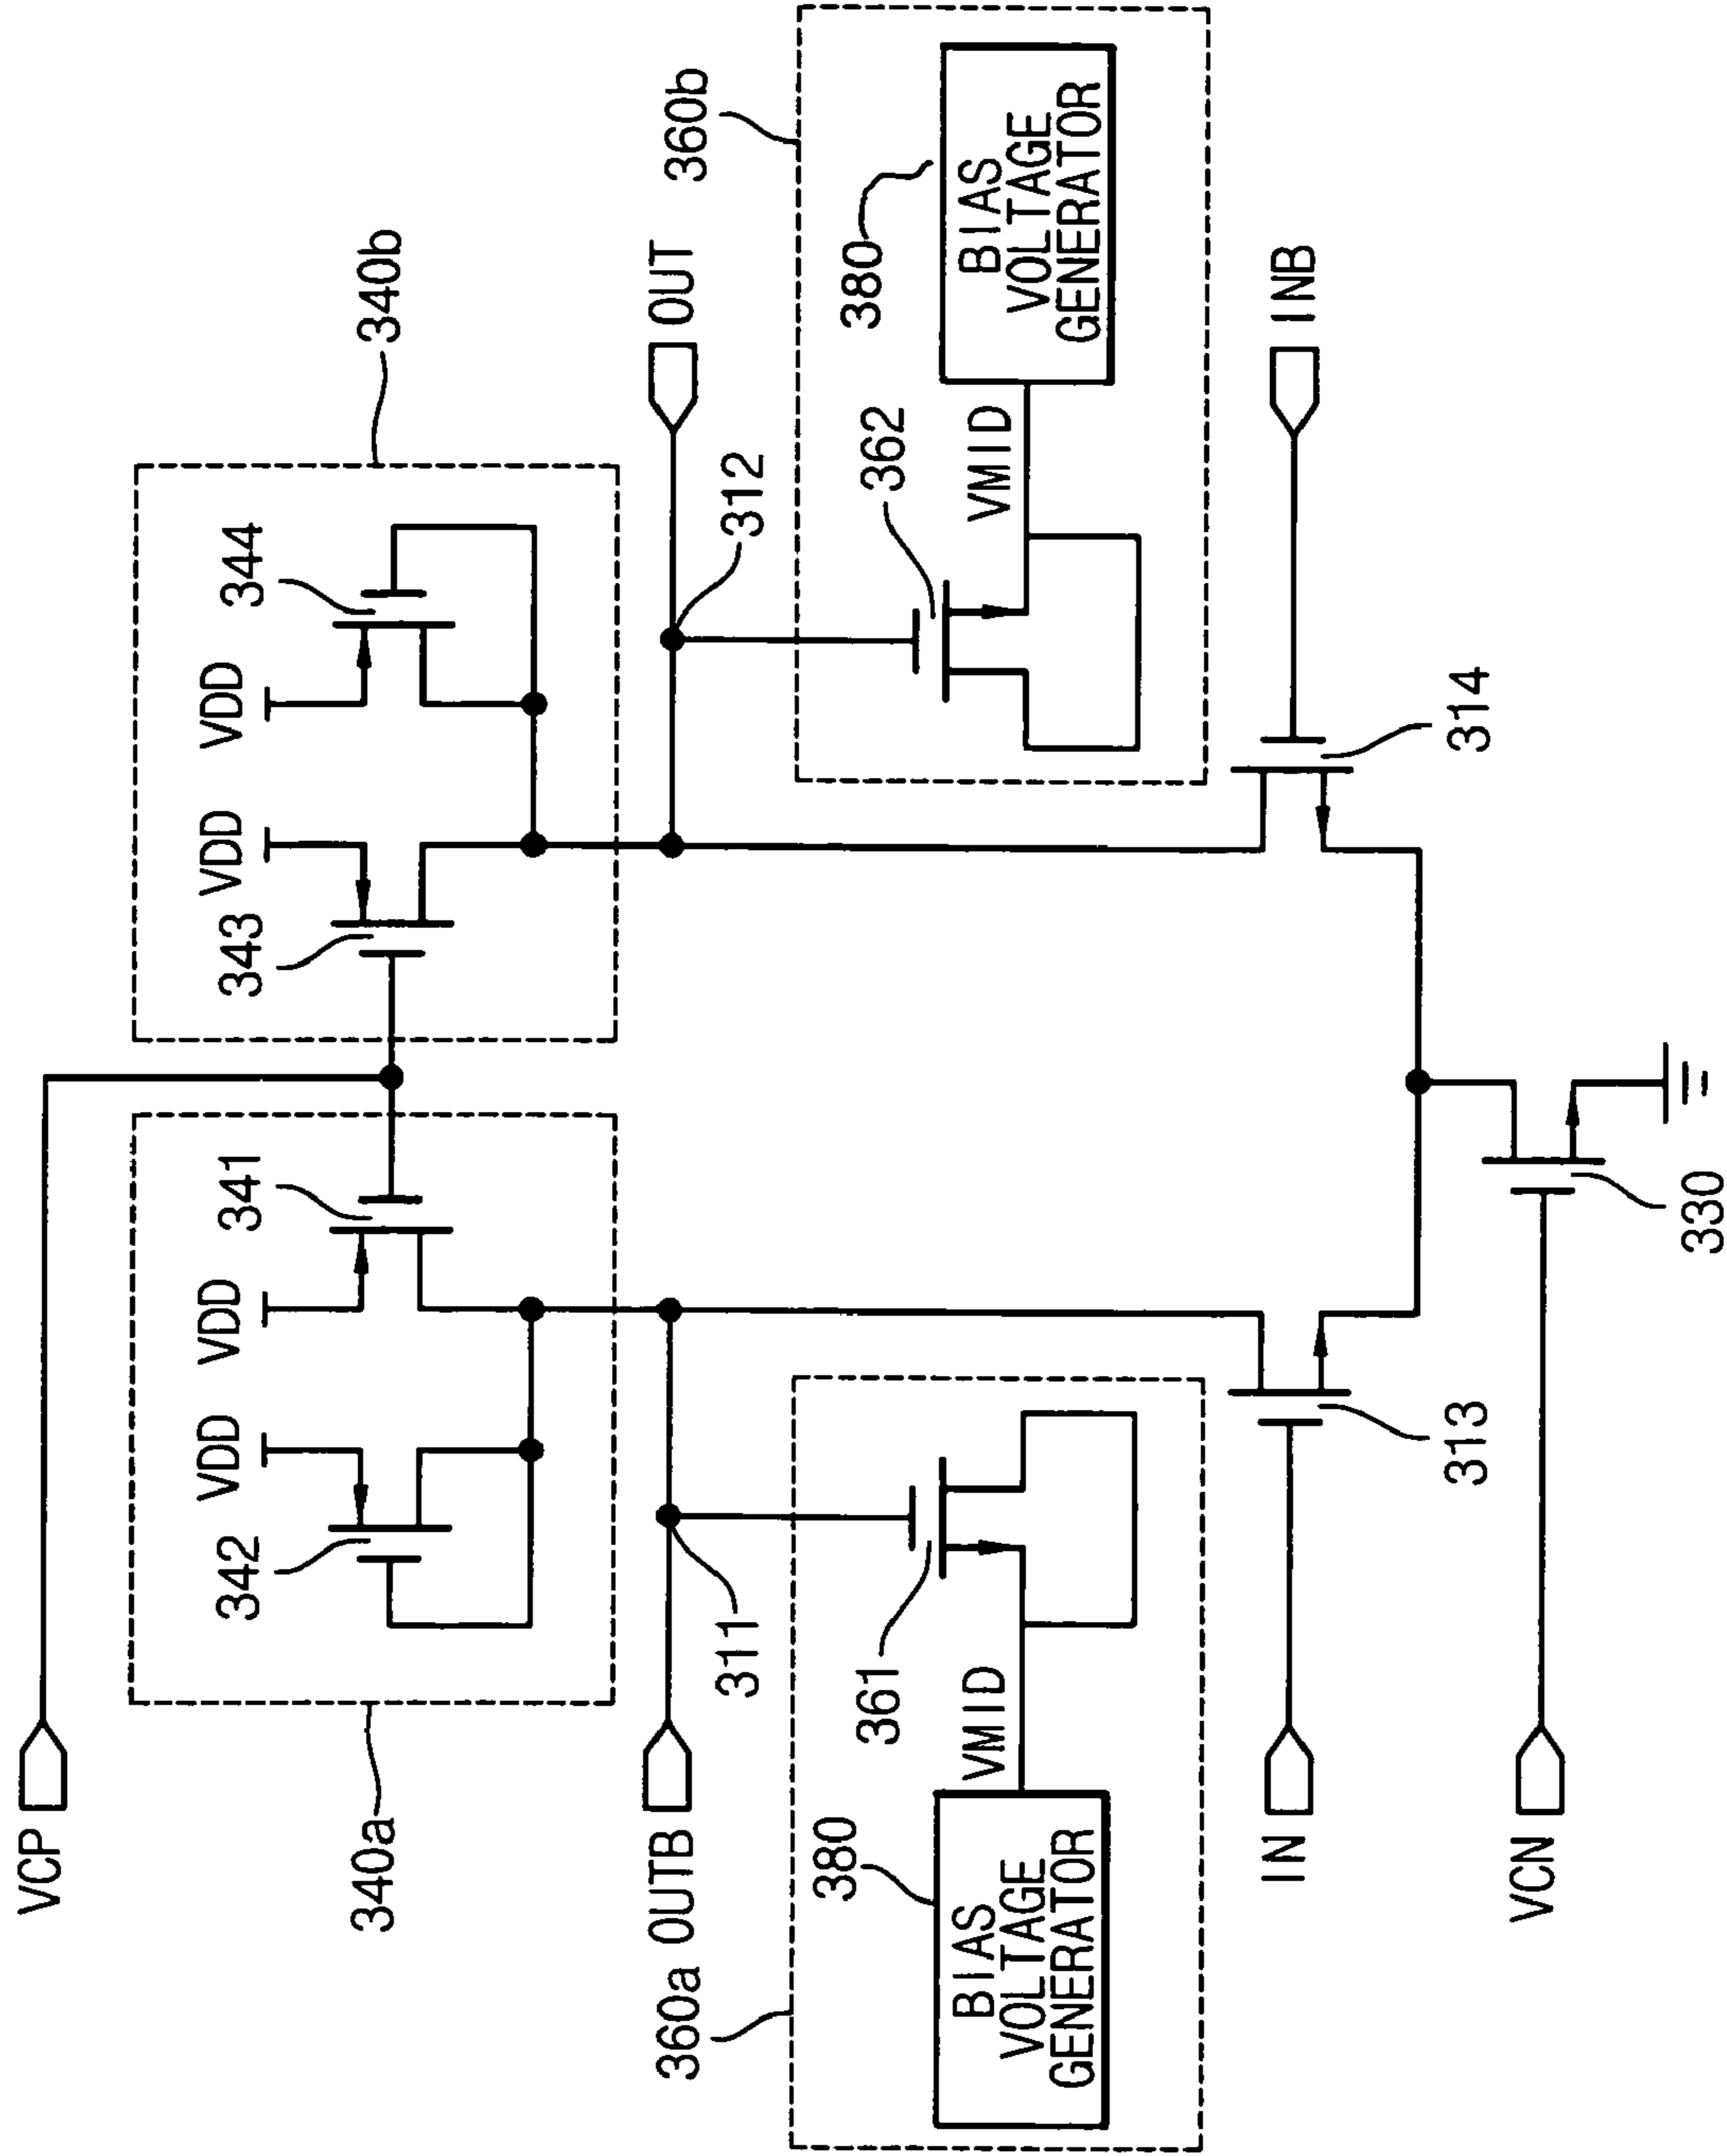 VCP
340a
340b
342
VDD
VDD
341
343
VDD
VDD
344
360a
OUTB
311
312
OUT
360b
380
BIAS
VOLTAGE
GENERATOR
VMID
361
362
VMID
380
BIAS
VOLTAGE
GENERATOR
IN
313
314
INB
VCN
330